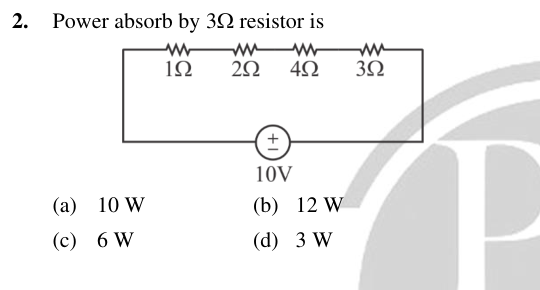 2. Power absorb by 3Ω resistor is
1Ω 2Ω 4Ω 3Ω
+
−
10V
(a) 10 W (b) 12 W
(c) 6 W (d) 3 W